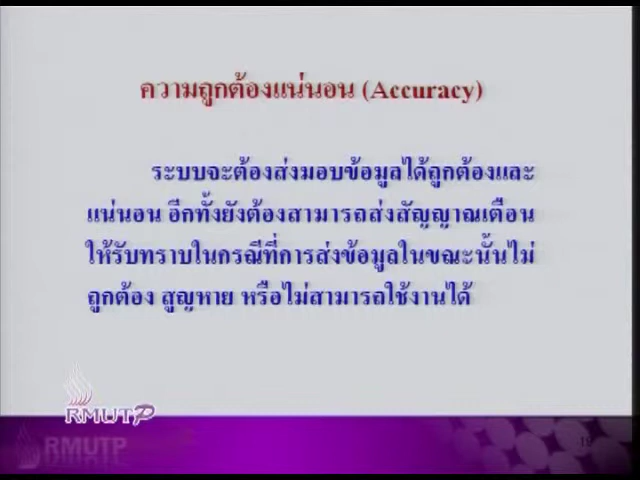 ความถูกต้องแน่นอน (Accuracy)
ระบบจะต้องส่งมอบข้อมูลได้ถูกต้องและ
แน่นอน อีกทั้งยังต้องสามารถส่งสัญญาณเตือน
ให้รับทราบในกรณีที่การส่งข้อมูลในขณะนั้นไม่
ถูกต้อง สูญหาย หรือไม่สามารถใช้งานได้
RMUTP
RMUTP